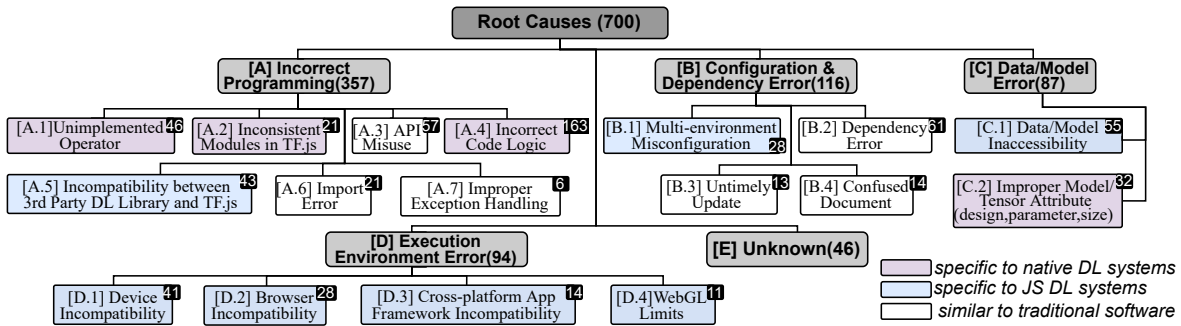 Root Causes (700)
[A] Incorrect
Programming(357)
[B] Configuration &
Dependency Error(116)
[C] Data/Model
Error(87)
[A.1]Unimplemented
Operator
46
[A.2] Inconsistent
Modules in TF.js
21
[A.3] API
Misuse
57
[A.4] Incorrect
Code Logic
163
[B.1] Multi-environment
Misconfiguration
28
[B.2] Dependency
Error
61
[C.1] Data/Model
Inaccessibility
55
[A.5] Incompatibility between
3rd Party DL Library and TF.js
43
[A.6] Import
Error
21
[A.7] Improper
Exception Handling
6
[B.3] Untimely
Update
13
[B.4] Confused
Document
14
[C.2] Improper Model/
Tensor Attribute
(design,parameter,size)
32
[D] Execution
Environment Error(94)
[E] Unknown(46)
[D.1] Device
Incompatibility
41
[D.2] Browser
Incompatibility
28
[D.3] Cross-platform App
Framework Incompatibility
14
[D.4]WebGL
Limits
11
specific to native DL systems
specific to JS DL systems
similar to traditional software